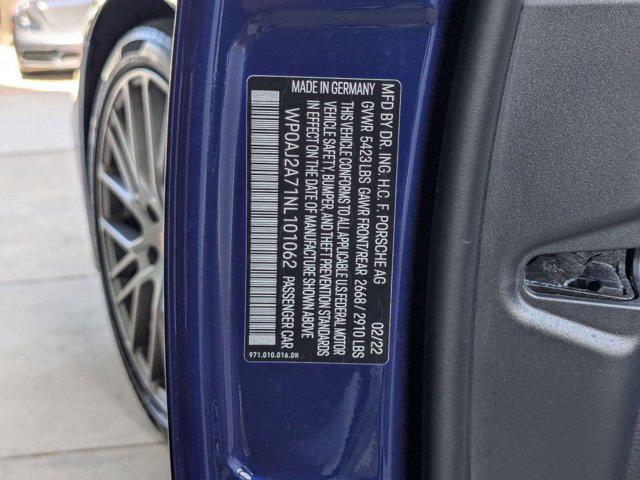 MADE IN GERMANY
MFD BY DR. ING. H.C. F. PORSCHE AG
02/22
GVWR 5423 LBS GAWR FRONT/REAR 2668 / 2910 LBS
THIS VEHICLE CONFORMS TO ALL APPLICABLE U.S. FEDERAL MOTOR
VEHICLE SAFETY, BUMPER, AND THEFT PREVENTION STANDARDS
IN EFFECT ON THE DATE OF MANUFACTURE SHOWN ABOVE
WP0AJ2A71NL101062 PASSENGER CAR
971.010.016.DN